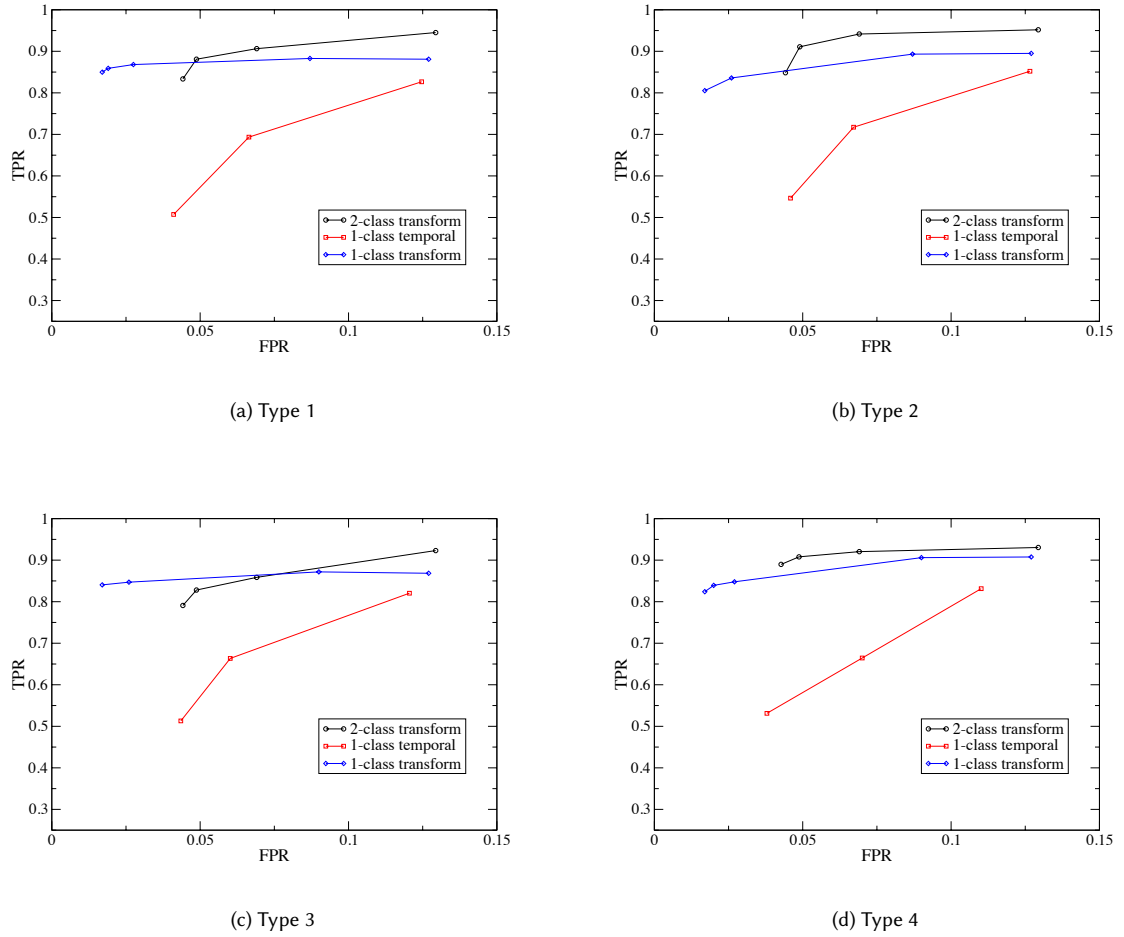 1
0.9
0.8
0.7
0.6
0.5
0.4
0.3
TPR
0
0.05
0.1
0.15
FPR
2-class transform
1-class temporal
1-class transform
(a) Type 1
1
0.9
0.8
0.7
0.6
0.5
0.4
0.3
TPR
0
0.05
0.1
0.15
FPR
2-class transform
1-class temporal
1-class transform
(b) Type 2
1
0.9
0.8
0.7
0.6
0.5
0.4
0.3
TPR
0
0.05
0.1
0.15
FPR
2-class transform
1-class temporal
1-class transform
(c) Type 3
1
0.9
0.8
0.7
0.6
0.5
0.4
0.3
TPR
0
0.05
0.1
0.15
FPR
2-class transform
1-class temporal
1-class transform
(d) Type 4